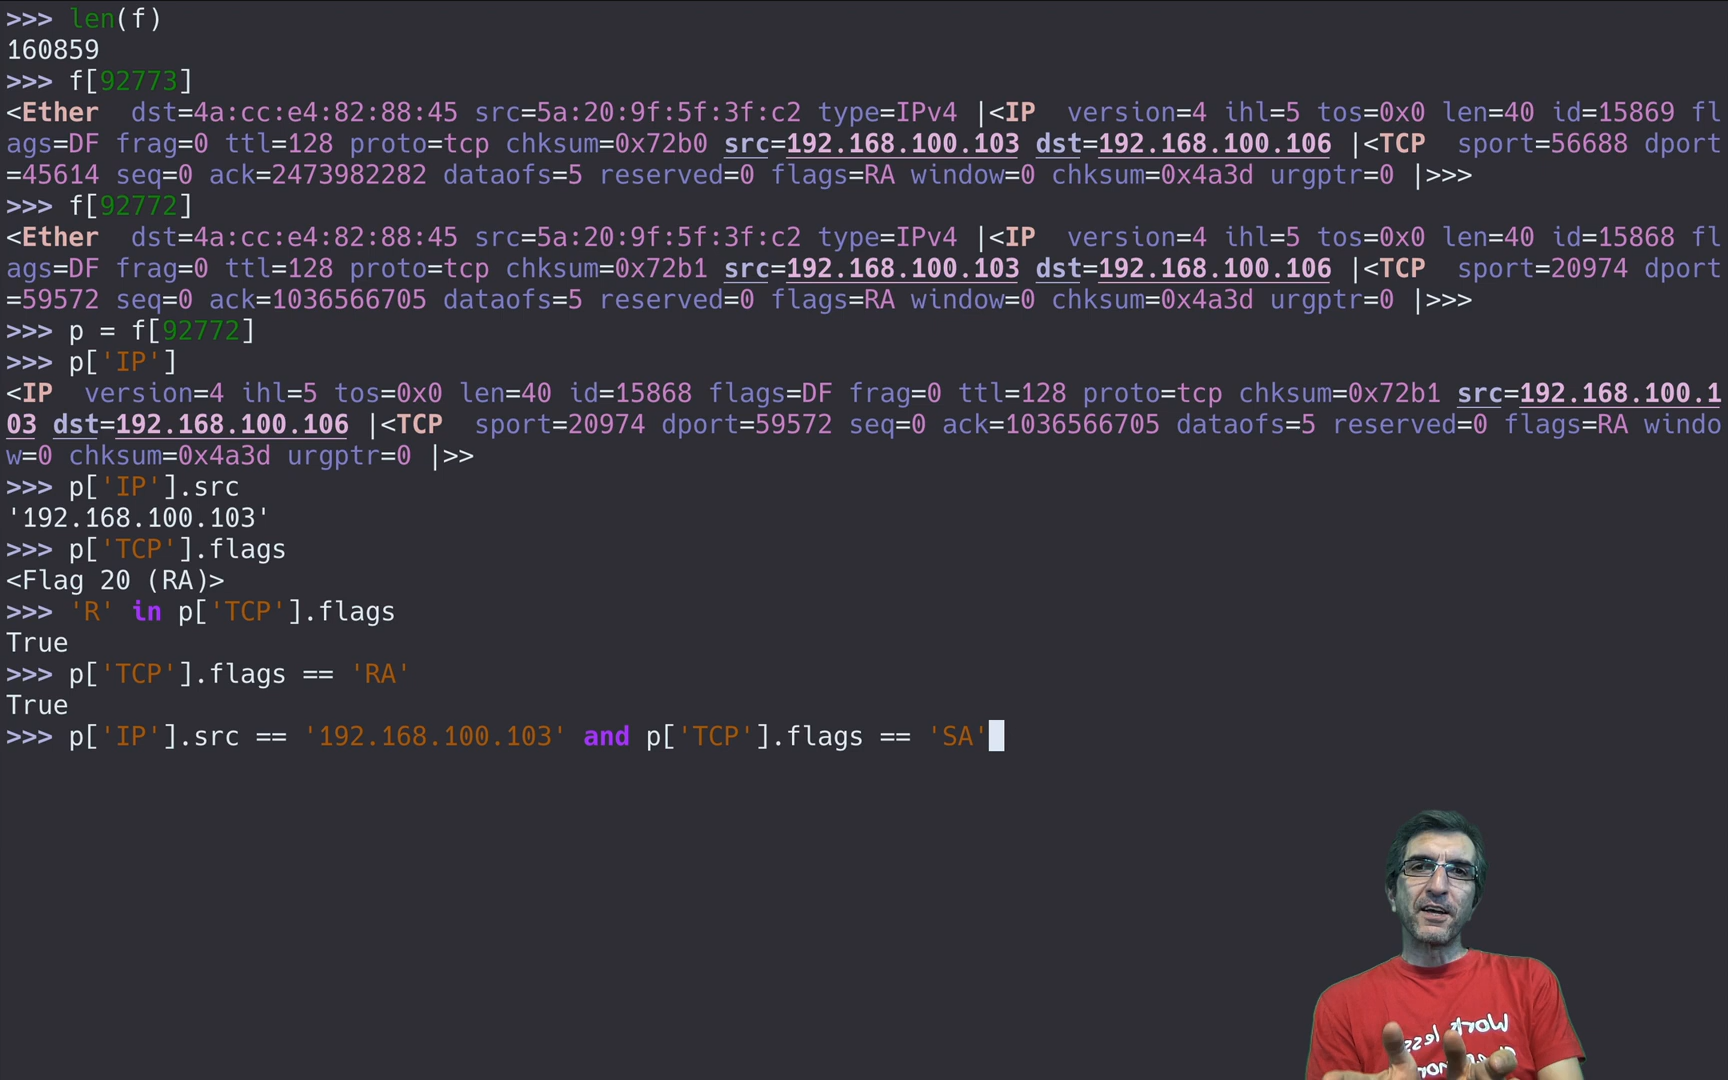 >>> len(f)
160859
>>> f[92773]
<Ether  dst=4a:cc:e4:82:88:45 src=5a:20:9f:5f:3f:c2 type=IPv4 |<IP  version=4 ihl=5 tos=0x0 len=40 id=15869 fl
ags=DF frag=0 ttl=128 proto=tcp chksum=0x72b0 src=192.168.100.103 dst=192.168.100.106 |<TCP  sport=56688 dport
=45614 seq=0 ack=2473982282 dataofs=5 reserved=0 flags=RA window=0 chksum=0x4a3d urgptr=0 |>>>
>>> f[92772]
<Ether  dst=4a:cc:e4:82:88:45 src=5a:20:9f:5f:3f:c2 type=IPv4 |<IP  version=4 ihl=5 tos=0x0 len=40 id=15868 fl
ags=DF frag=0 ttl=128 proto=tcp chksum=0x72b1 src=192.168.100.103 dst=192.168.100.106 |<TCP  sport=20974 dport
=59572 seq=0 ack=1036566705 dataofs=5 reserved=0 flags=RA window=0 chksum=0x4a3d urgptr=0 |>>>
>>> p = f[92772]
>>> p['IP']
<IP  version=4 ihl=5 tos=0x0 len=40 id=15868 flags=DF frag=0 ttl=128 proto=tcp chksum=0x72b1 src=192.168.100.1
03 dst=192.168.100.106 |<TCP  sport=20974 dport=59572 seq=0 ack=1036566705 dataofs=5 reserved=0 flags=RA windo
w=0 chksum=0x4a3d urgptr=0 |>>
>>> p['IP'].src
'192.168.100.103'
>>> p['TCP'].flags
<Flag 20 (RA)>
>>> 'R' in p['TCP'].flags
True
>>> p['TCP'].flags == 'RA'
True
>>> p['IP'].src == '192.168.100.103' and p['TCP'].flags == 'SA'
Work less